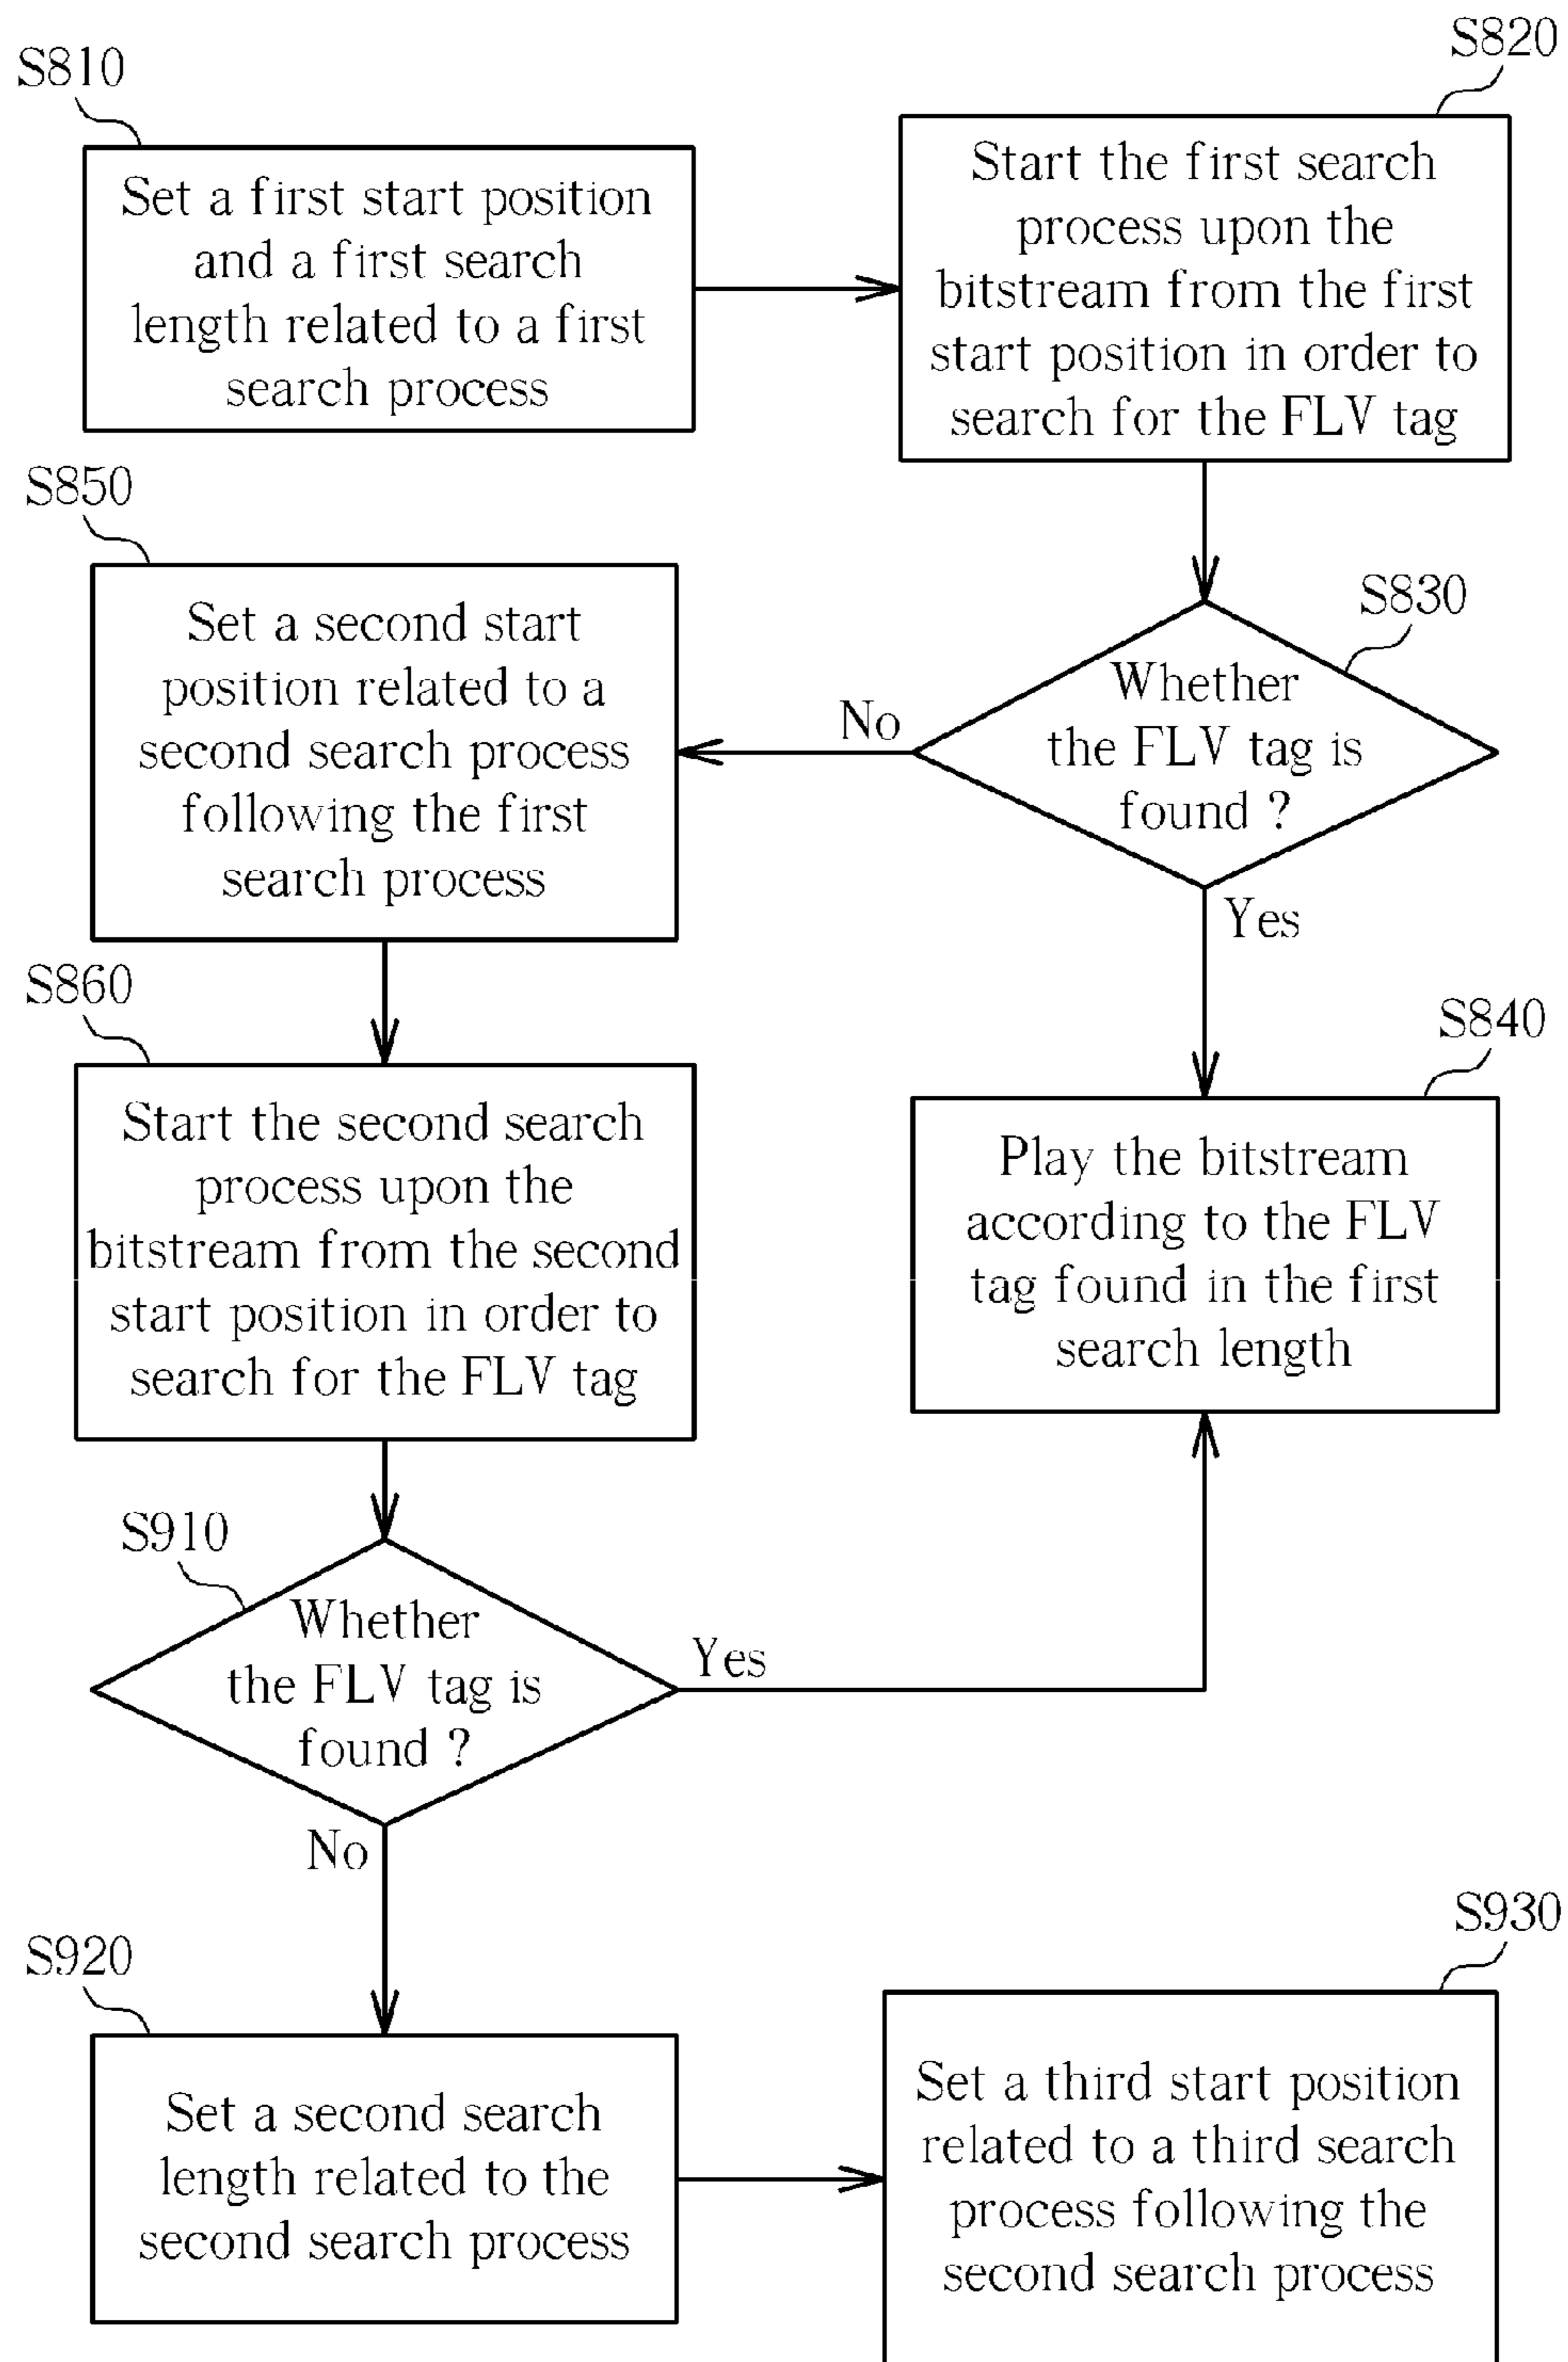 S810
Set a first start position
and a first search
length related to a first
search process
S820
Start the first search
process upon the
bitstream from the first
start position in order to
search for the FLV tag
S830
Whether
the FLV tag is
found ?
No
Yes
S850
Set a second start
position related to a
second search process
following the first
search process
S840
Play the bitstream
according to the FLV
tag found in the first
search length
S860
Start the second search
process upon the
bitstream from the second
start position in order to
search for the FLV tag
S910
Whether
the FLV tag is
found ?
Yes
No
S920
Set a second search
length related to the
second search process
S930
Set a third start position
related to a third search
process following the
second search process